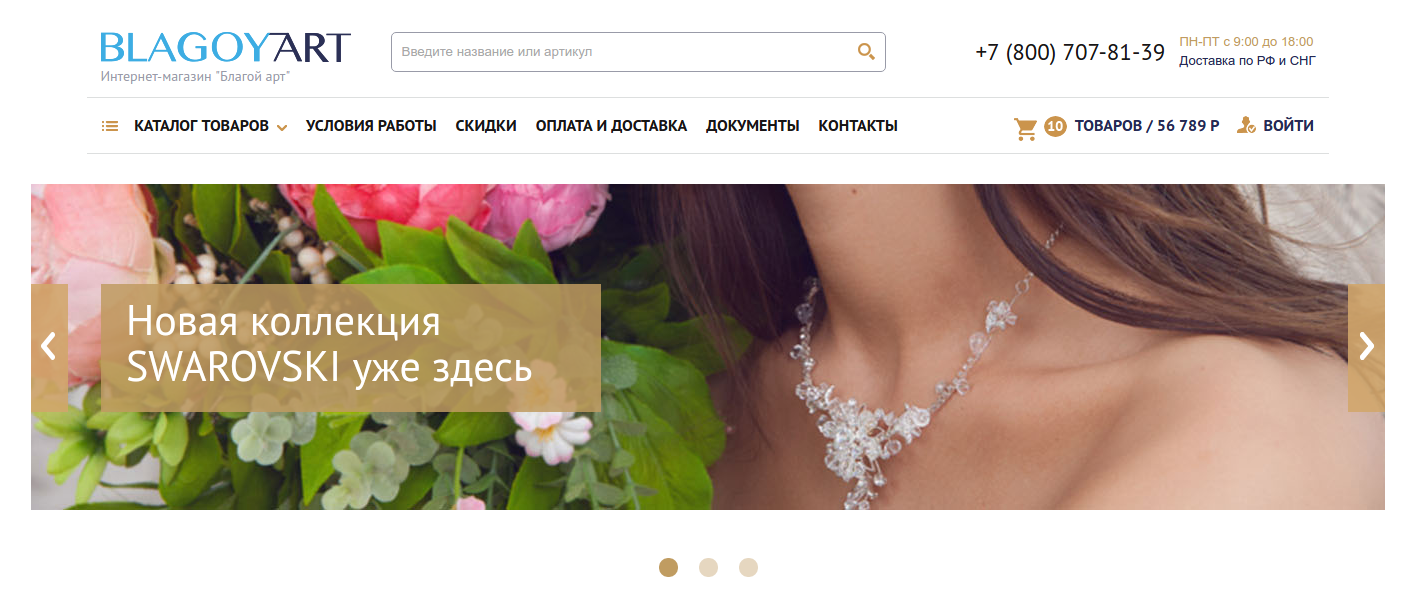 BLAGOYART
Интернет-магазин "Благой арт"
Введите название или артикул
+7 (800) 707-81-39
ПН-ПТ с 9:00 до 18:00
Доставка по РФ и СНГ
КАТАЛОГ ТОВАРОВ
УСЛОВИЯ РАБОТЫ
СКИДКИ
ОПЛАТА И ДОСТАВКА
ДОКУМЕНТЫ
КОНТАКТЫ
10 ТОВАРОВ / 56 789 Р
ВОЙТИ
Новая коллекция
SWAROVSKI уже здесь